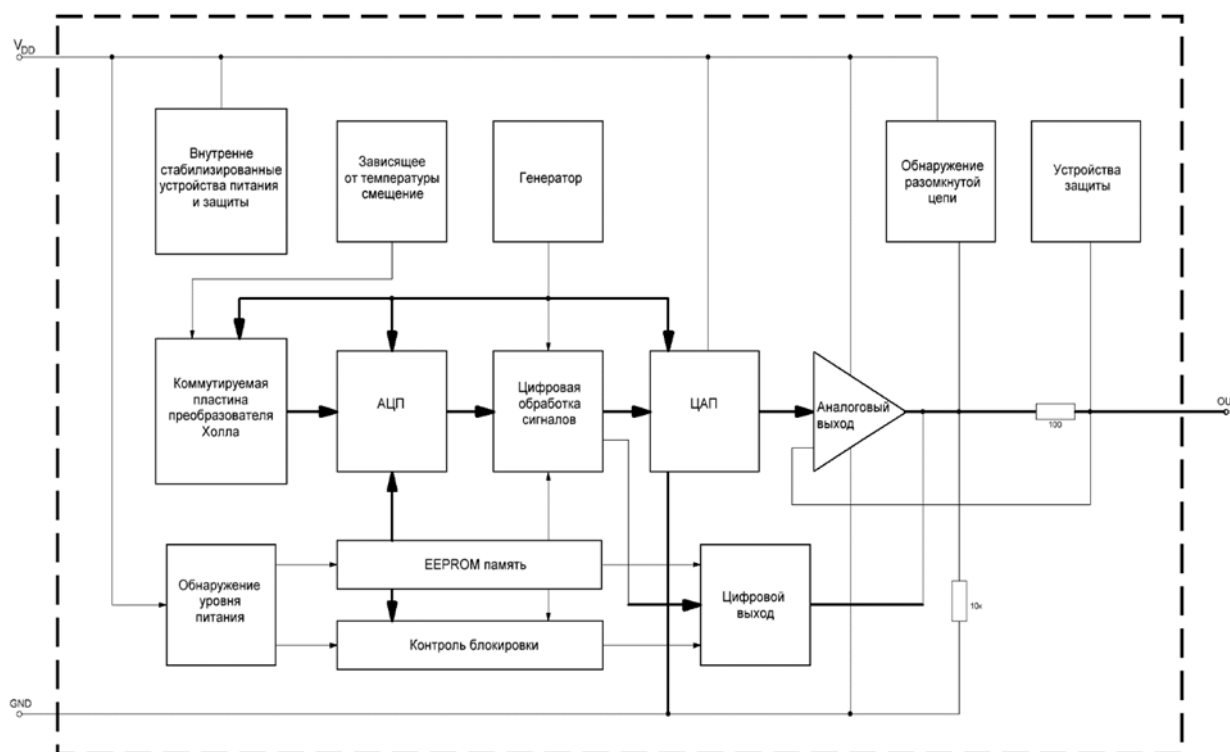 VDD
Внутренне
стабилизированные
устройства питания
и защиты
Зависящее
от температуры
смещение
Генератор
Обнаружение
разомкнутой
цепи
Устройства
защиты
Коммутируемая
пластина
преобразователя
Холла
АЦП
Цифровая
обработка
сигналов
ЦАП
Аналоговый
выход
100
OU
Обнаружение
уровня
питания
EEPROM память
Контроль блокировки
Цифровой
выход
10к
GND